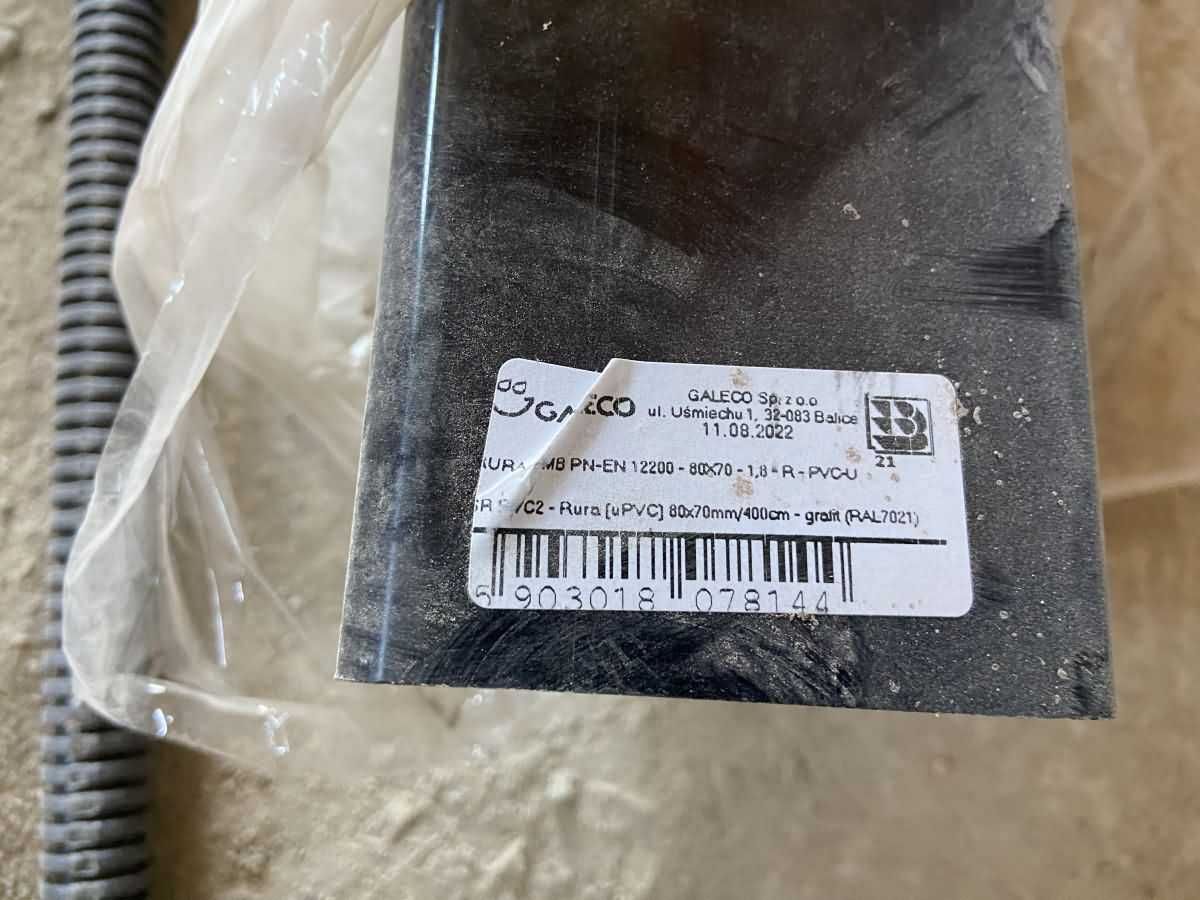 GALECO
GALECO Sp. z o.o
ul. Uśmiechu 1, 32-083 Balice
11.08.2022
21
MB PN-EN 12200 - 80X70 - 1,8 - R - PVC-U
- Rura [uPVC] 80x70mm/400cm - grafit (RAL7021)
5 903018 078144